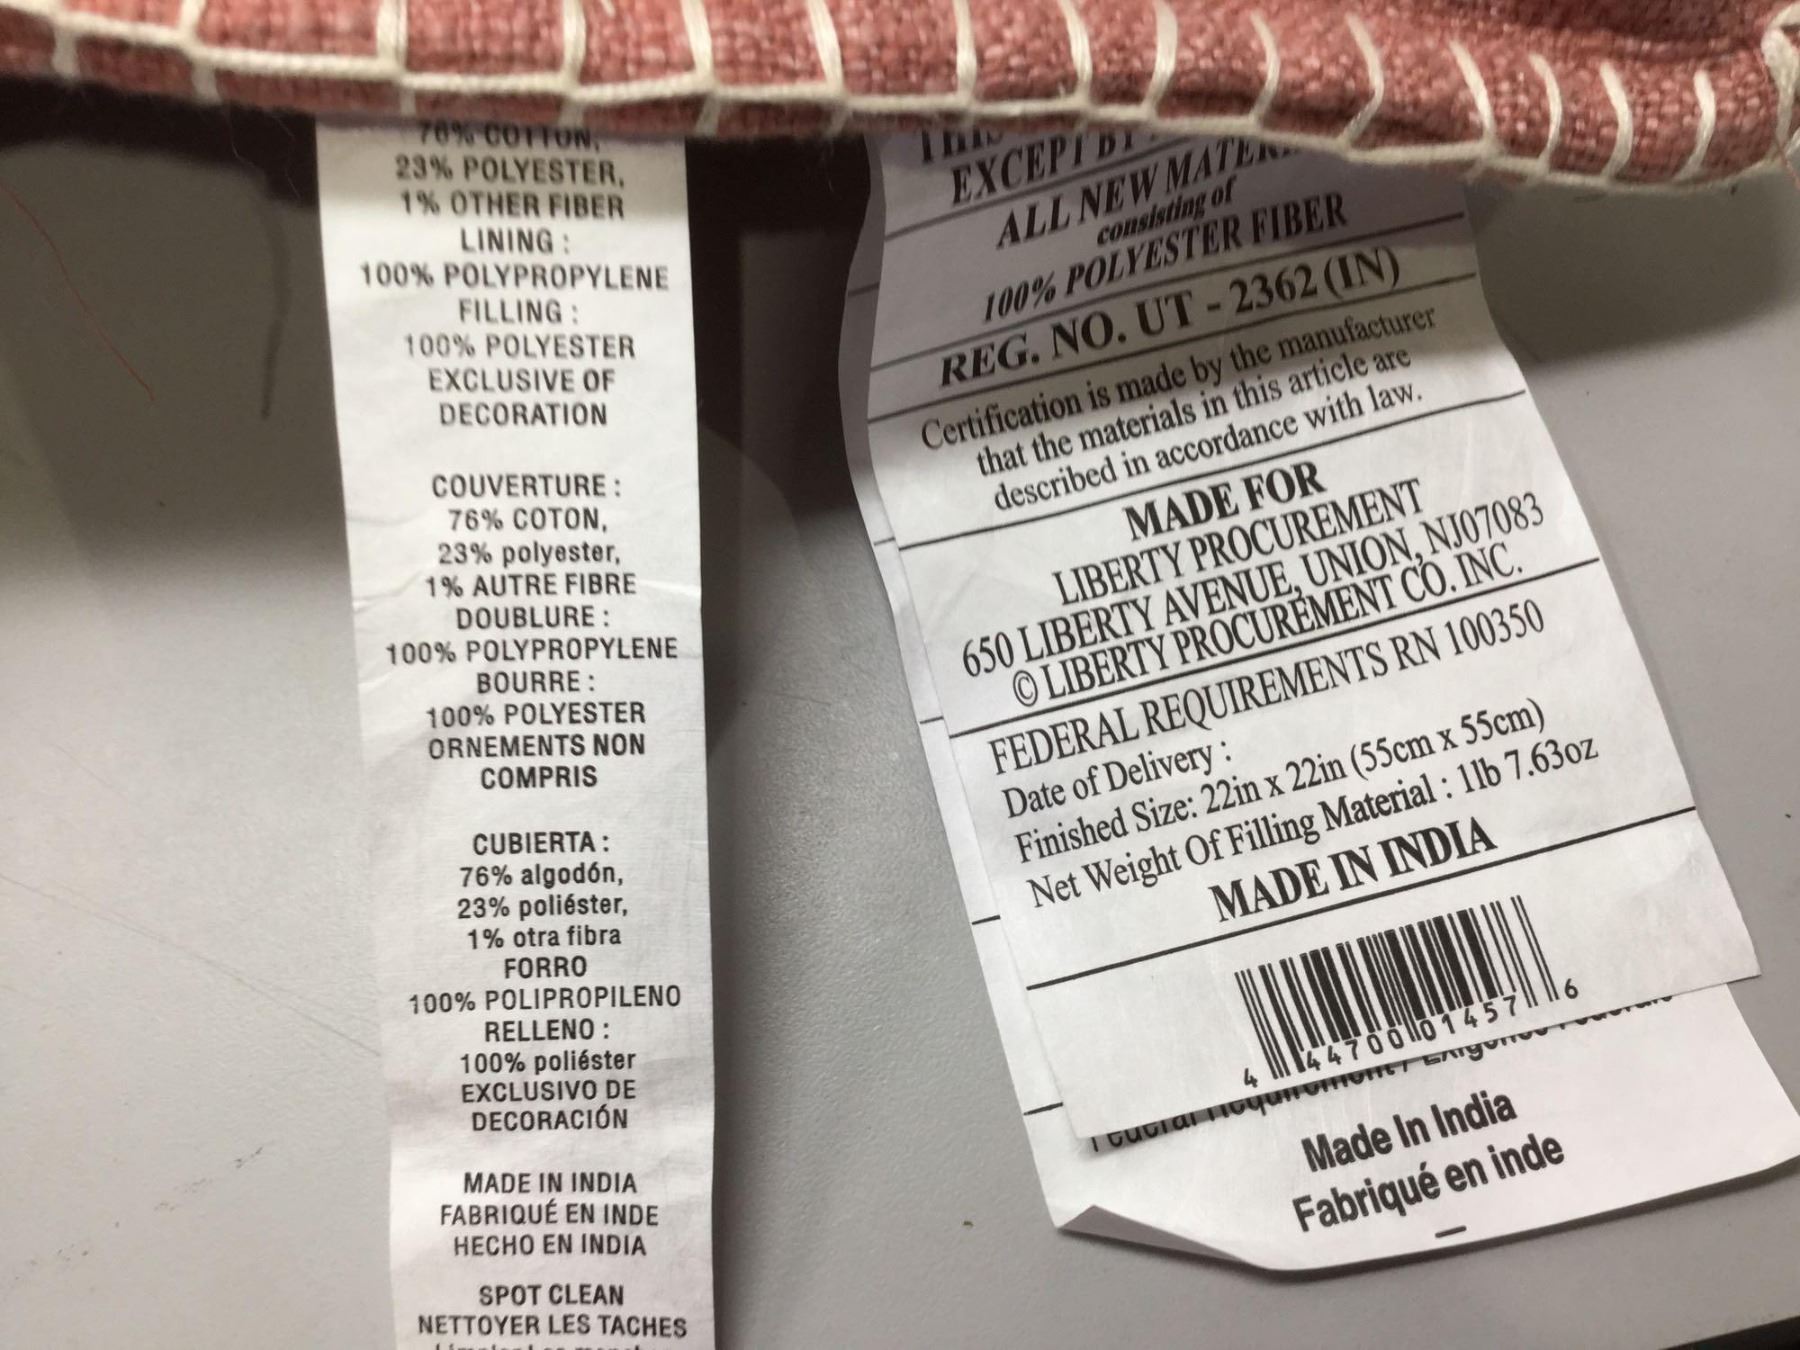 76% COTTON,
23% POLYESTER,
1% OTHER FIBER
LINING :
100% POLYPROPYLENE
FILLING :
100% POLYESTER
EXCLUSIVE OF
DECORATION
COUVERTURE :
76% COTON,
23% polyester,
1% AUTRE FIBRE
DOUBLURE :
100% POLYPROPYLENE
BOURRE :
100% POLYESTER
ORNEMENTS NON
COMPRIS
CUBIERTA :
76% algodón,
23% poliéster,
1% otra fibra
FORRO
100% POLIPROPILENO
RELLENO :
100% poliéster
EXCLUSIVO DE
DECORACIÓN
MADE IN INDIA
FABRIQUÉ EN INDE
HECHO EN INDIA
SPOT CLEAN
NETTOYER LES TACHES
EXCEPT BY
ALL NEW
consisting of
100% POLYESTER FIBER
REG. NO. UT - 2362 (IN)
Certification is made by the manufacturer
that the materials in this article are
described in accordance with law.
MADE FOR
LIBERTY PROCUREMENT
650 LIBERTY AVENUE, UNION, NJ07083
© LIBERTY PROCUREMENT CO. INC.
FEDERAL REQUIREMENTS RN 100350
Date of Delivery :
Finished Size: 22in x 22in (55cm x 55cm)
Net Weight Of Filling Material : 1lb 7.63oz
MADE IN INDIA
4 44700 01457 6
Made In India
Fabriqué en inde